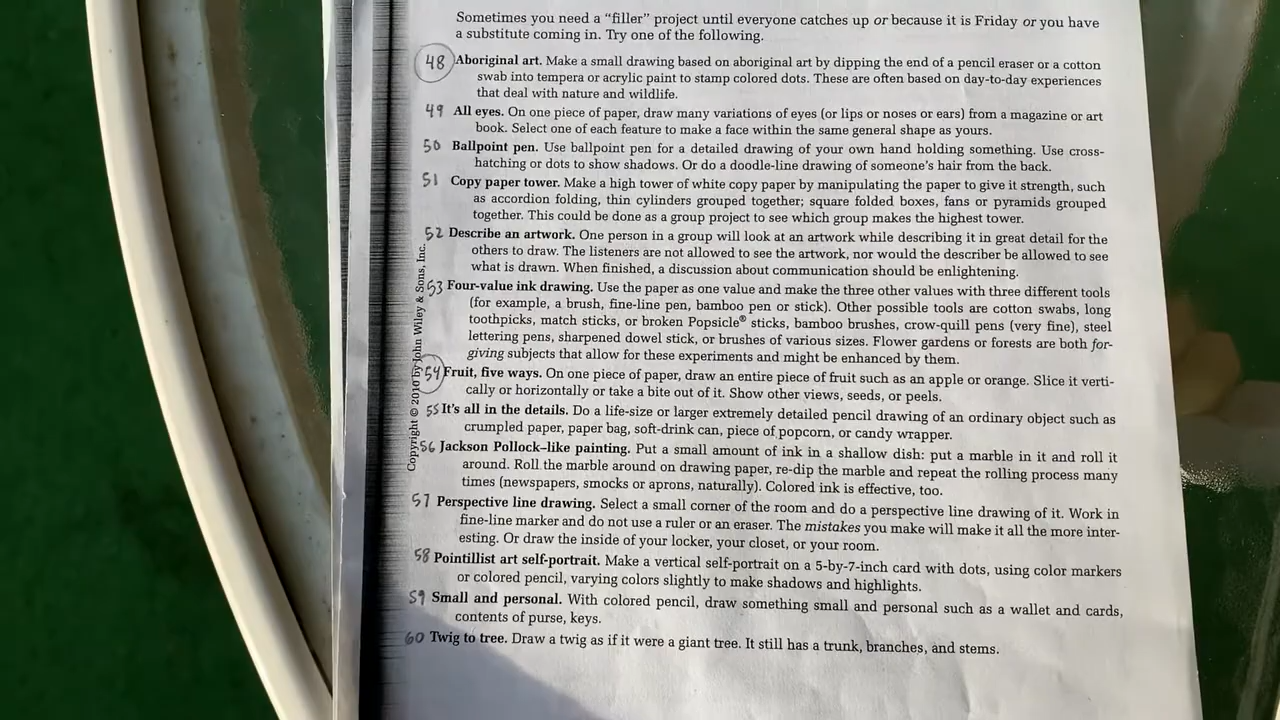 Sometimes you need a “filler” project until everyone catches up or because it is Friday or you have
a substitute coming in. Try one of the following.
48 Aboriginal art. Make a small drawing based on aboriginal art by dipping the end of a pencil eraser or a cotton
swab into tempera or acrylic paint to stamp colored dots. These are often based on day-to-day experiences
that deal with nature and wildlife.
49 All eyes. On one piece of paper, draw many variations of eyes (or lips or noses or ears) from a magazine or art
book. Select one of each feature to make a face within the same general shape as yours.
50 Ballpoint pen. Use ballpoint pen for a detailed drawing of your own hand holding something. Use cross-
hatching or dots to show shadows. Or do a doodle-line drawing of someone’s hair from the back.
51 Copy paper tower. Make a high tower of white copy paper by manipulating the paper to give it strength, such
as accordion folding, thin cylinders grouped together; square folded boxes, fans or pyramids grouped
together. This could be done as a group project to see which group makes the highest tower.
52 Describe an artwork. One person in a group will look at an artwork while describing it in great detail for the
others to draw. The listeners are not allowed to see the artwork, nor would the describer be allowed to see
what is drawn. When finished, a discussion about communication should be enlightening.
53 Four-value ink drawing. Use the paper as one value and make the three other values with three different tools
(for example, a brush, fine-line pen, bamboo pen or stick). Other possible tools are cotton swabs, long
toothpicks, match sticks, or broken Popsicle® sticks, bamboo brushes, crow-quill pens (very fine), steel
lettering pens, sharpened dowel stick, or brushes of various sizes. Flower gardens or forests are both for-
giving subjects that allow for these experiments and might be enhanced by them.
54 Fruit, five ways. On one piece of paper, draw an entire piece of fruit such as an apple or orange. Slice it verti-
cally or horizontally or take a bite out of it. Show other views, seeds, or peels.
55 It’s all in the details. Do a life-size or larger extremely detailed pencil drawing of an ordinary object such as
crumpled paper, paper bag, soft-drink can, piece of popcorn, or candy wrapper.
56 Jackson Pollock–like painting. Put a small amount of ink in a shallow dish: put a marble in it and roll it
around. Roll the marble around on drawing paper, re-dip the marble and repeat the rolling process many
times (newspapers, smocks or aprons, naturally). Colored ink is effective, too.
57 Perspective line drawing. Select a small corner of the room and do a perspective line drawing of it. Work in
fine-line marker and do not use a ruler or an eraser. The mistakes you make will make it all the more inter-
esting. Or draw the inside of your locker, your closet, or your room.
58 Pointillist art self-portrait. Make a vertical self-portrait on a 5-by-7-inch card with dots, using color markers
or colored pencil, varying colors slightly to make shadows and highlights.
59 Small and personal. With colored pencil, draw something small and personal such as a wallet and cards,
contents of purse, keys.
60 Twig to tree. Draw a twig as if it were a giant tree. It still has a trunk, branches, and stems.
Copyright © 2010 by John Wiley & Sons, Inc.